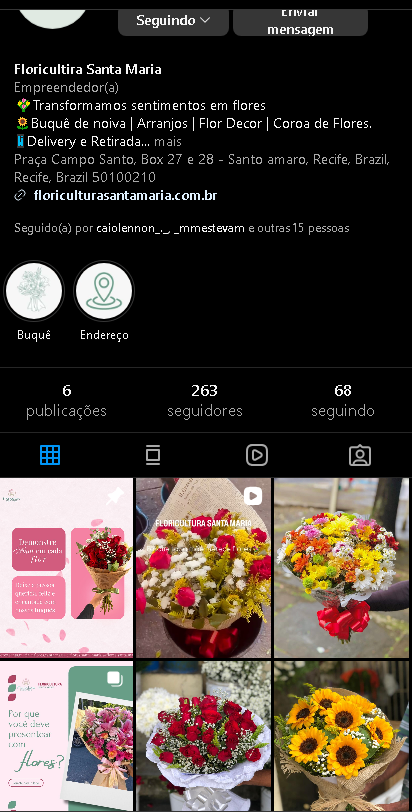 Seguindo
Enviar
mensagem
Floricultira Santa Maria
Empreendedor(a)
💐Transformamos sentimentos em flores
🌻Buquê de noiva | Arranjos | Flor Decor | Coroa de Flores.
📱Delivery e Retirada... mais
Praça Campo Santo, Box 27 e 28 - Santo amaro, Recife, Brazil,
Recife, Brazil 50100210
floriculturasantamaria.com.br
Seguido(a) por caiolennon_._, _mmestevam e outras 15 pessoas
Buquê
Endereço
6
publicações
263
seguidores
68
seguindo
Demonstre
FLORICULTURA SANTA MARIA
Por que
você deve
presentear
com
flores?